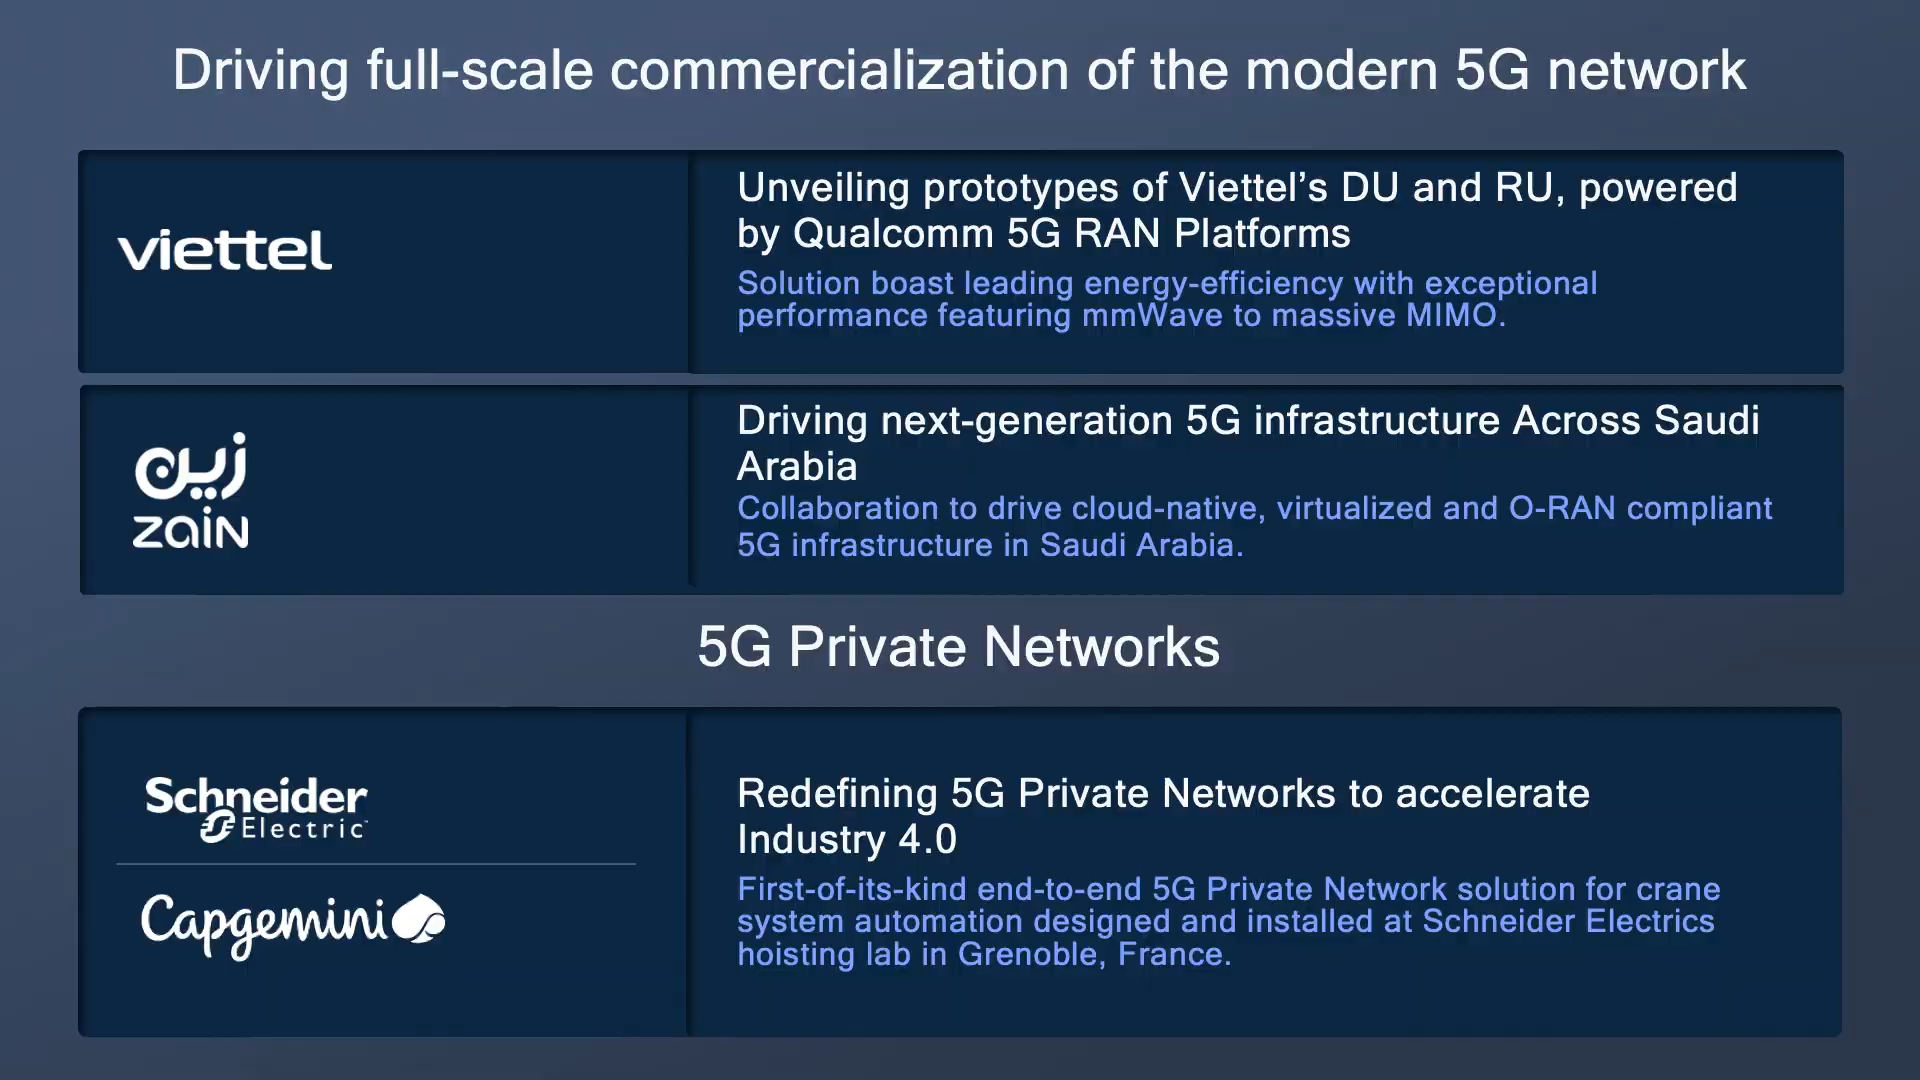 Driving full-scale commercialization of the modern 5G network
viettel
Unveiling prototypes of Viettel’s DU and RU, powered
by Qualcomm 5G RAN Platforms
Solution boast leading energy-efficiency with exceptional
performance featuring mmWave to massive MIMO.
زين
zain
Driving next-generation 5G infrastructure Across Saudi
Arabia
Collaboration to drive cloud-native, virtualized and O-RAN compliant
5G infrastructure in Saudi Arabia.
5G Private Networks
Schneider
Electric
Capgemini
Redefining 5G Private Networks to accelerate
Industry 4.0
First-of-its-kind end-to-end 5G Private Network solution for crane
system automation designed and installed at Schneider Electrics
hoisting lab in Grenoble, France.